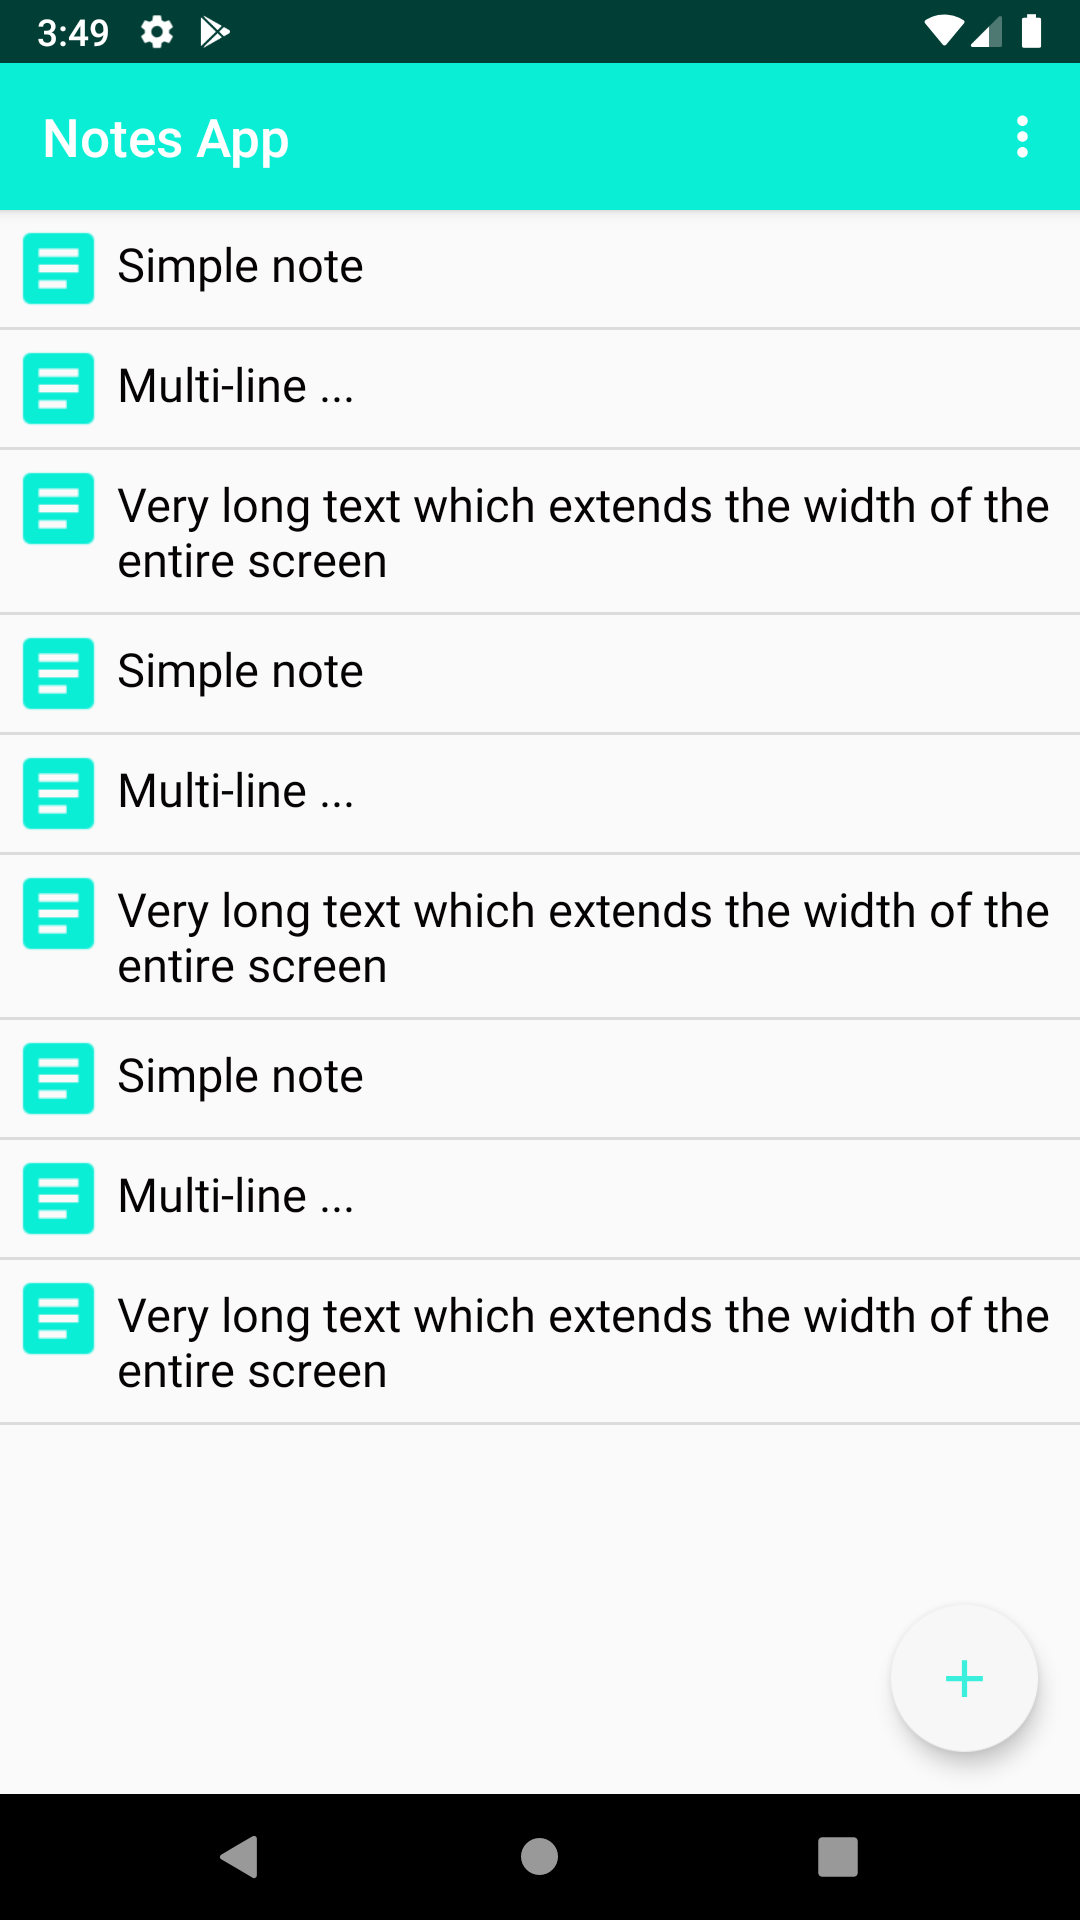 3:49
Notes App
Simple note
Multi-line ...
Very long text which extends the width of the
entire screen
Simple note
Multi-line ...
Very long text which extends the width of the
entire screen
Simple note
Multi-line ...
Very long text which extends the width of the
entire screen